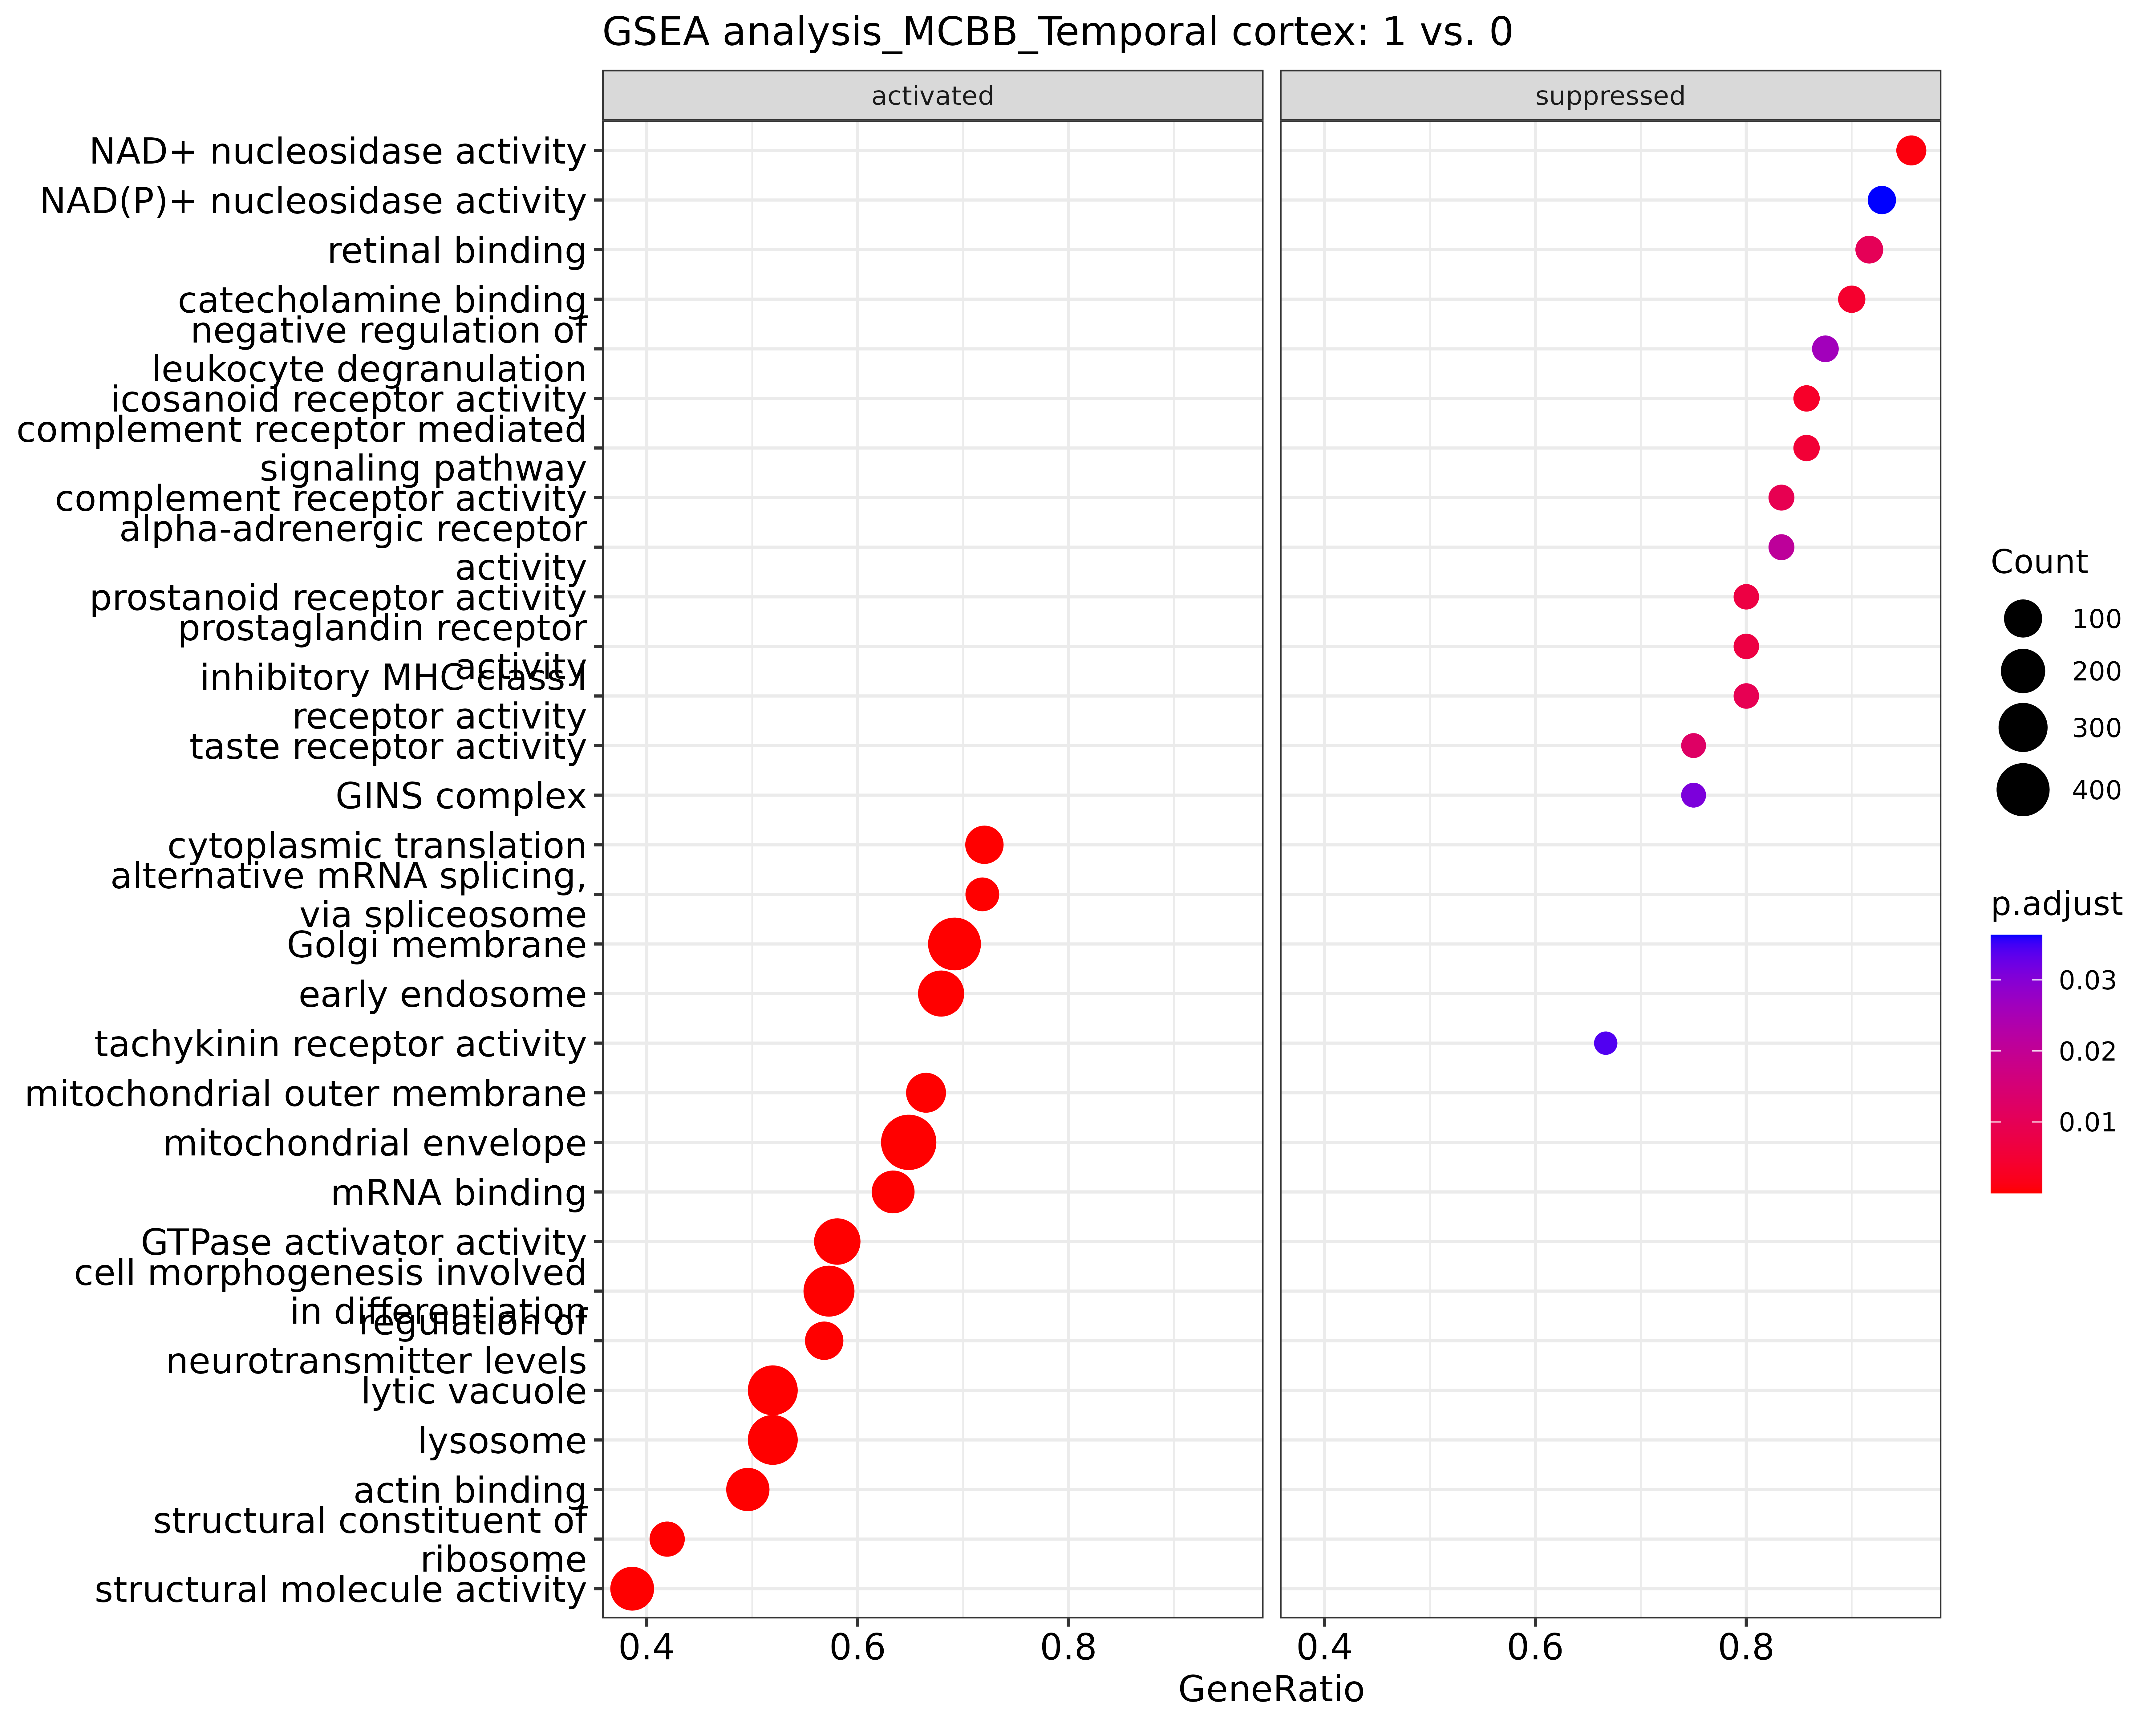 GSEA analysis_MCBB_Temporal cortex: 1 vs. 0
activated
suppressed
NAD+ nucleosidase activity
NAD(P)+ nucleosidase activity
retinal binding
catecholamine binding
negative regulation of
leukocyte degranulation
icosanoid receptor activity
complement receptor mediated
signaling pathway
complement receptor activity
alpha-adrenergic receptor
activity
prostanoid receptor activity
prostaglandin receptor
activity
inhibitory MHC class I
receptor activity
taste receptor activity
GINS complex
cytoplasmic translation
alternative mRNA splicing,
via spliceosome
Golgi membrane
early endosome
tachykinin receptor activity
mitochondrial outer membrane
mitochondrial envelope
mRNA binding
GTPase activator activity
cell morphogenesis involved
in differentiation
regulation of
neurotransmitter levels
lytic vacuole
lysosome
actin binding
structural constituent of
ribosome
structural molecule activity
0.4 0.6 0.8
0.4 0.6 0.8
GeneRatio
Count
100
200
300
400
p.adjust
0.03
0.02
0.01